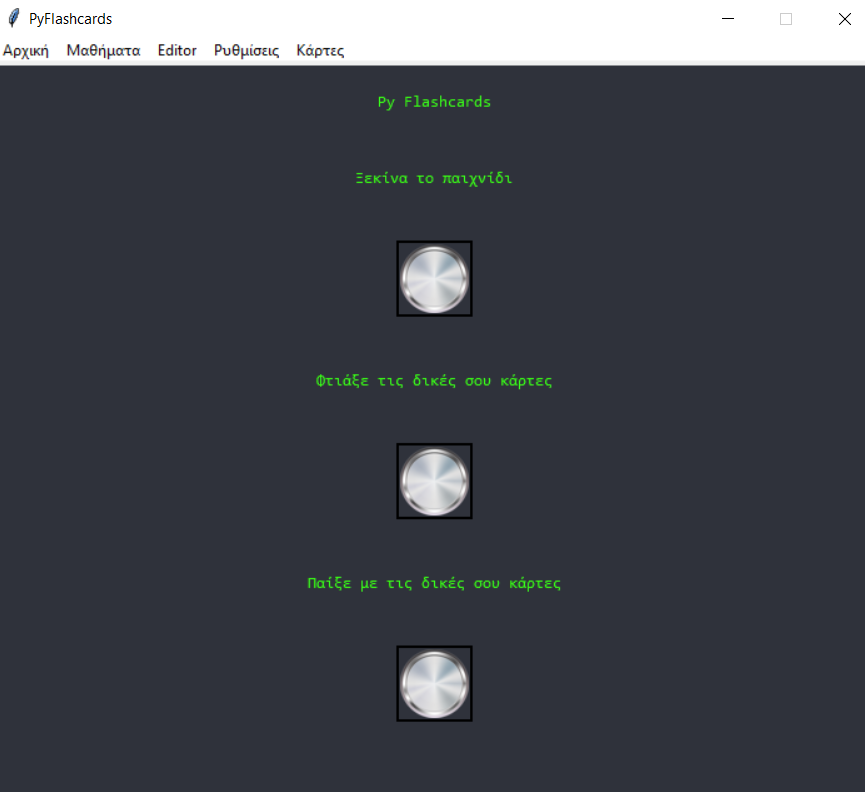 PyFlashcards
Αρχική Μαθήματα Editor Ρυθμίσεις Κάρτες
Py Flashcards
Ξεκίνα το παιχνίδι
Φτιάξε τις δικές σου κάρτες
Παίξε με τις δικές σου κάρτες